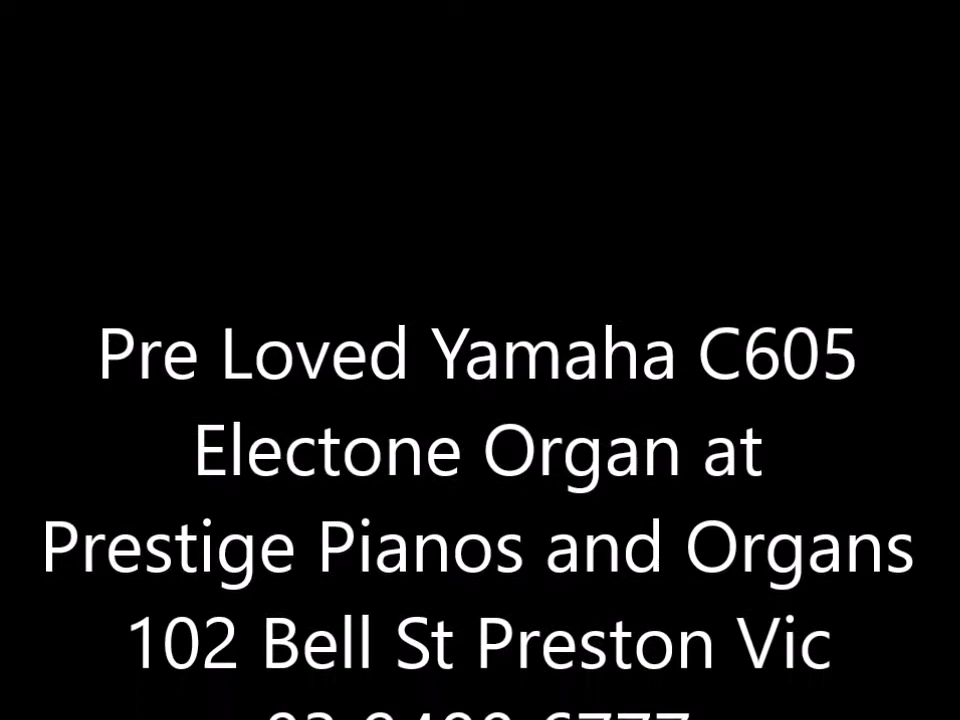 Pre Loved Yamaha C605
Electone Organ at
Prestige Pianos and Organs
102 Bell St Preston Vic